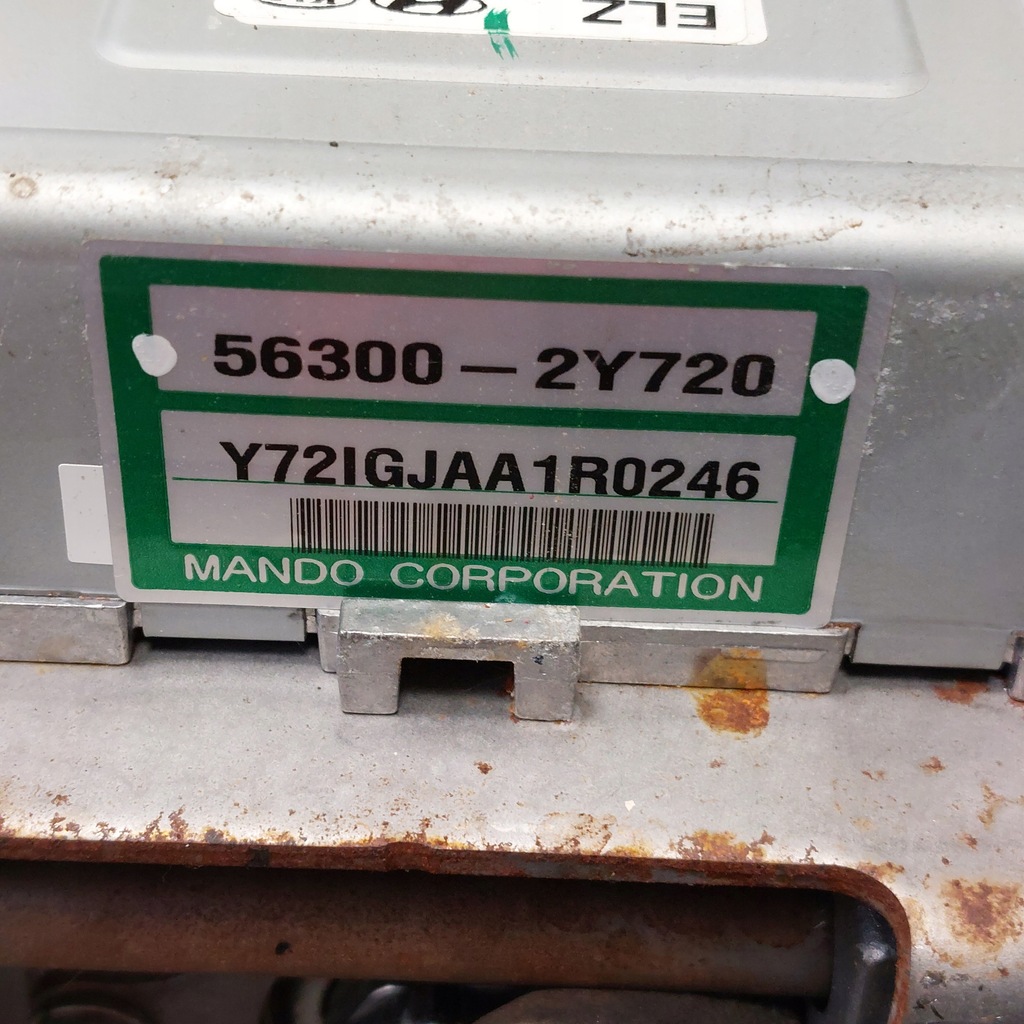 ELZ
56300-2Y720
Y72IGJAA1R0246
MANDO CORPORATION